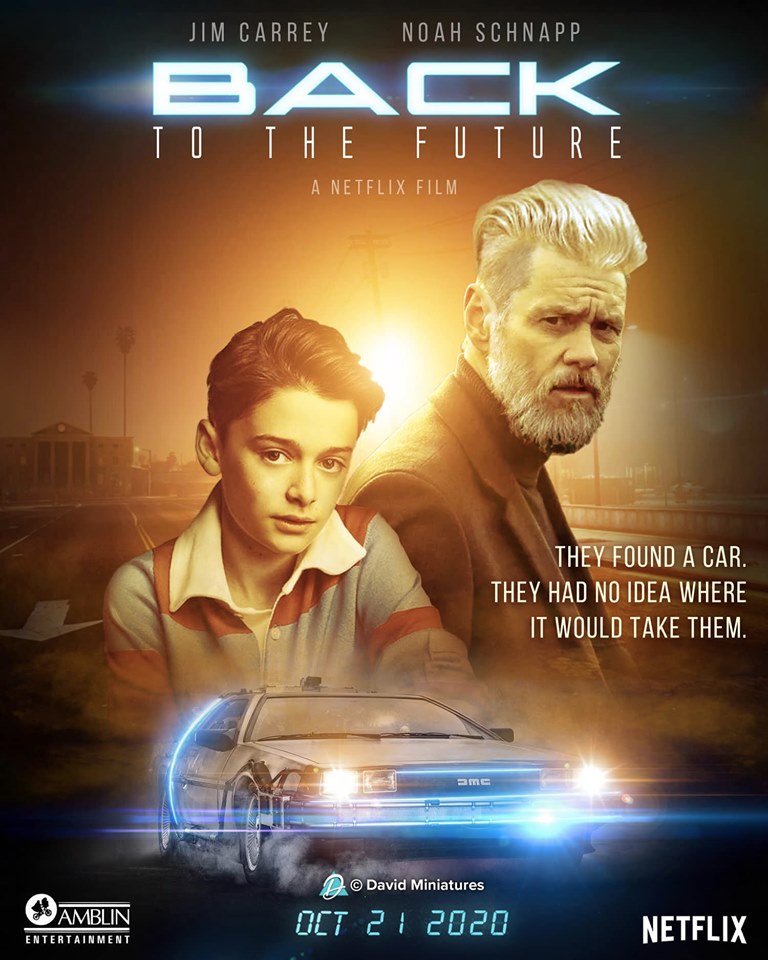 JIM CARREY NOAH SCHNAPP
BACK
TO THE FUTURE
A NETFLIX FILM
THEY FOUND A CAR.
THEY HAD NO IDEA WHERE
IT WOULD TAKE THEM.
DMC
© David Miniatures
OCT 21 2020
AMBLIN
ENTERTAINMENT
NETFLIX